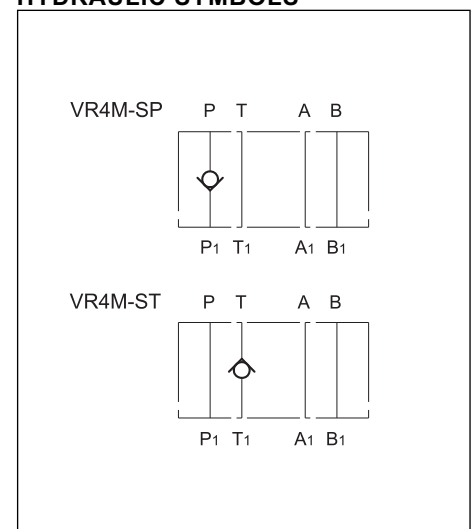 HYDRAULIC SYMBOLS
VR4M-SP P T A B
P1 T1 A1 B1
VR4M-ST P T A B
P1 T1 A1 B1